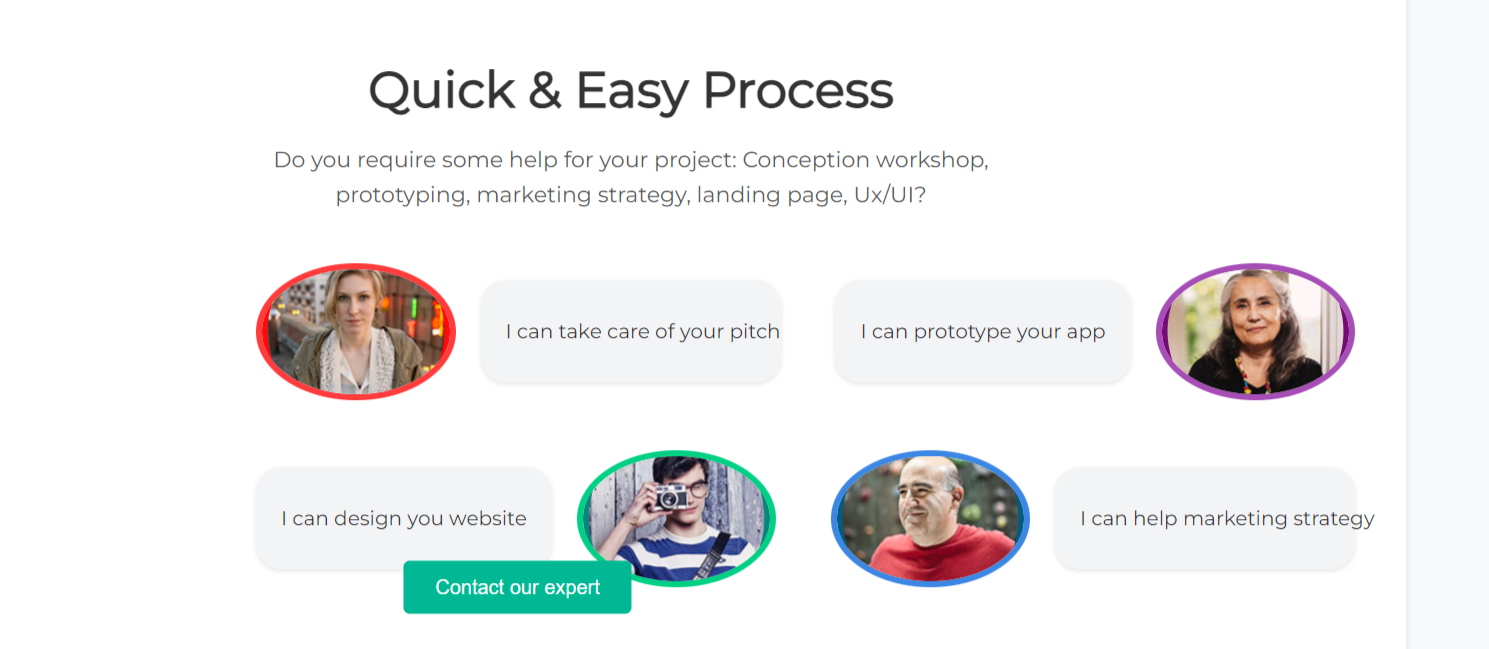 Quick & Easy Process
Do you require some help for your project: Conception workshop,
prototyping, marketing strategy, landing page, Ux/UI?
I can take care of your pitch
I can prototype your app
I can design you website
I can help marketing strategy
Contact our expert